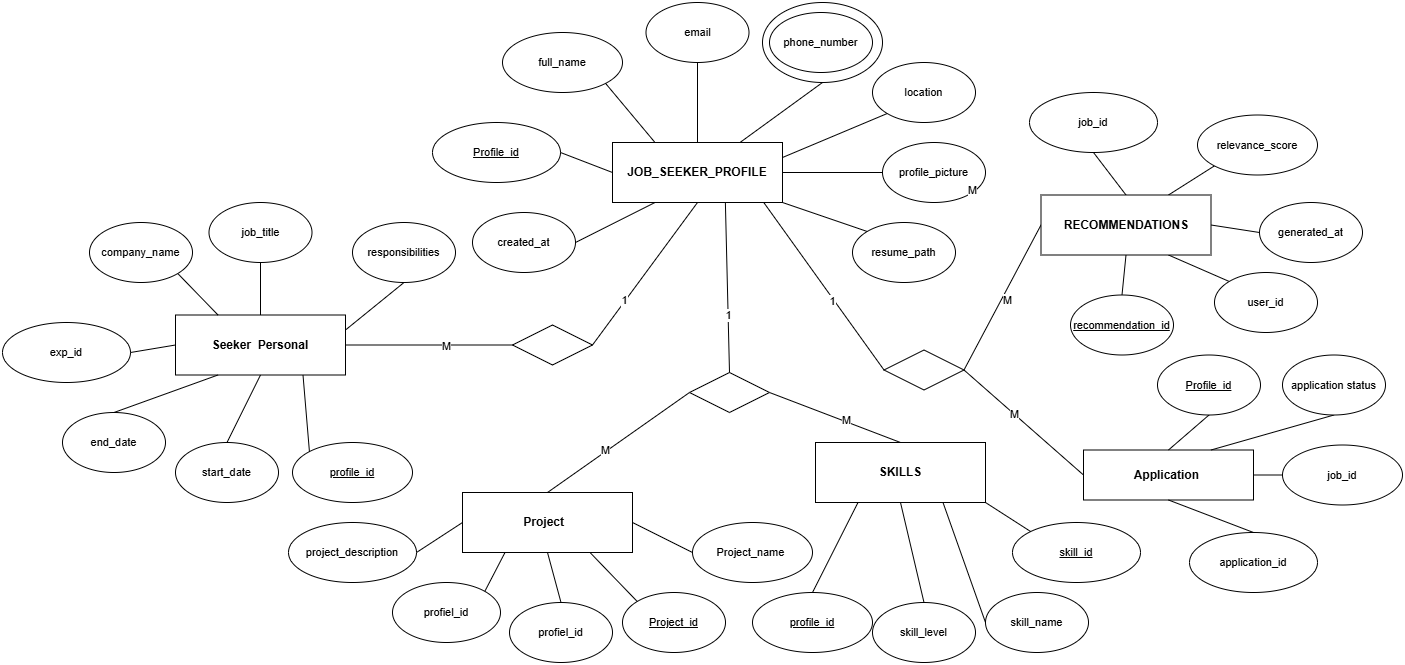 email
phone_number
full_name
location
job_id
relevance_score
Profile_id
JOB_SEEKER_PROFILE
profile_picture
M
RECOMMENDATIONS
generated_at
created_at
resume_path
job_title
company_name
responsibilities
user_id
recommendation_id
1
1
1
M
Seeker  Personal
M
exp_id
Profile_id
application status
end_date
start_date
profile_id
M
M
M
SKILLS
Application
job_id
Project
project_description
Project_name
skill_id
application_id
profiel_id
profiel_id
Project_id
profile_id
skill_level
skill_name